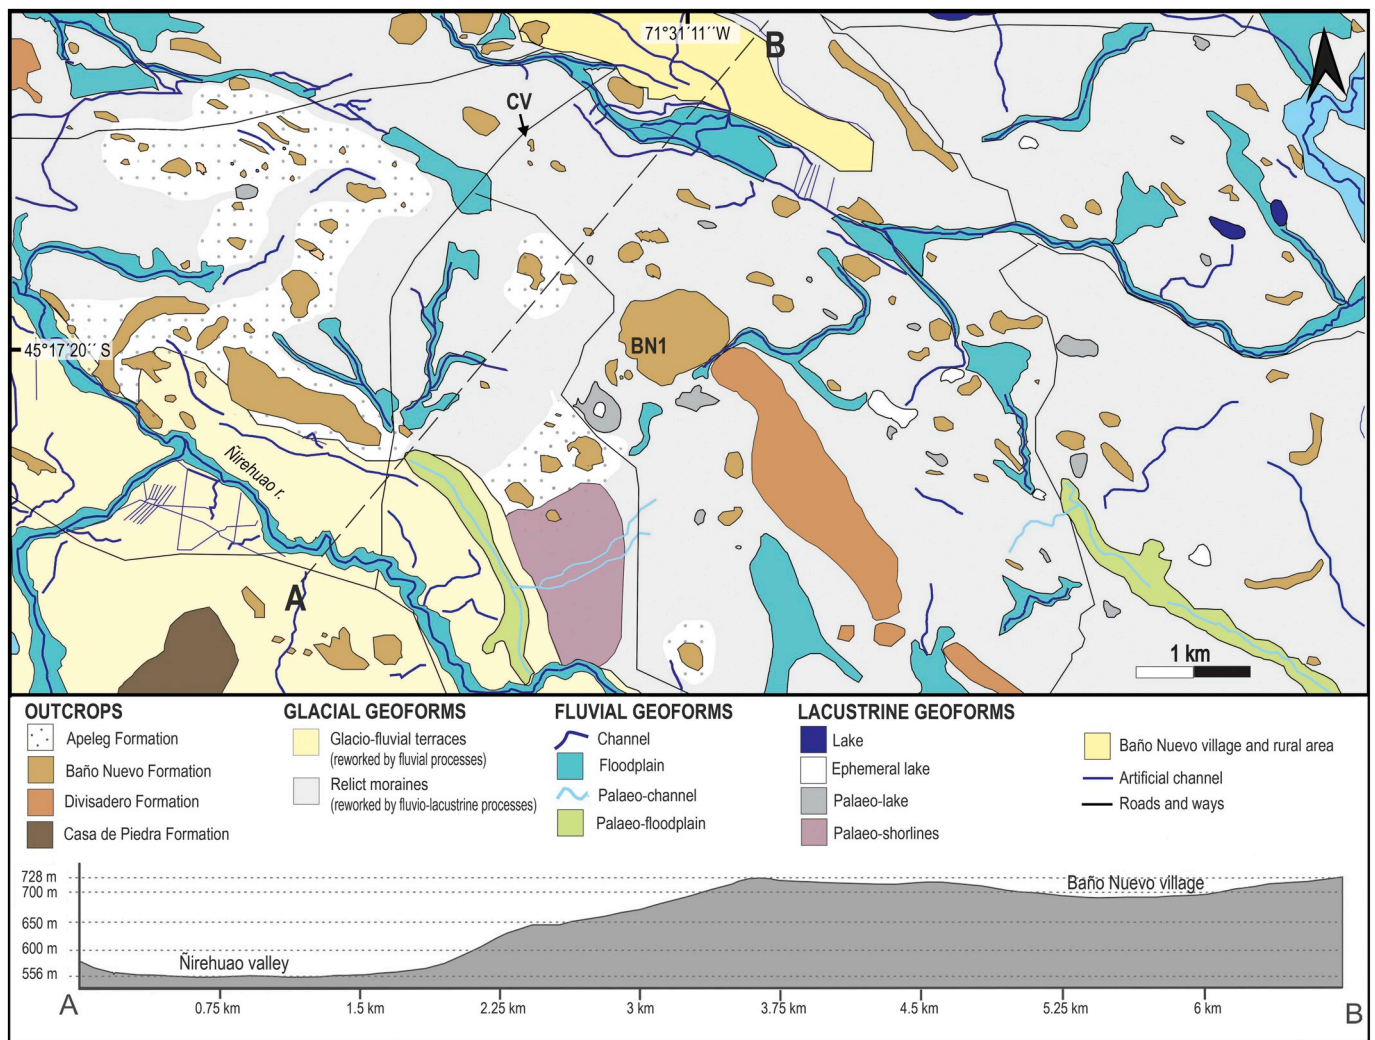 71°31´11´´W
B
CV
45°17´20´´ S
BN1
Ñirehuao r.
A
1 km
OUTCROPS
Apeleg Formation
Baño Nuevo Formation
Divisadero Formation
Casa de Piedra Formation
GLACIAL GEOFORMS
Glacio-fluvial terraces
(reworked by fluvial processes)
Relict moraines
(reworked by fluvio-lacustrine processes)
FLUVIAL GEOFORMS
Channel
Floodplain
Palaeo-channel
Palaeo-floodplain
LACUSTRINE GEOFORMS
Lake
Ephemeral lake
Palaeo-lake
Palaeo-shorlines
Baño Nuevo village and rural area
Artificial channel
Roads and ways
728 m
700 m
650 m
600 m
556 m
Ñirehuao valley
Baño Nuevo village
A
0.75 km
1.5 km
2.25 km
3 km
3.75 km
4.5 km
5.25 km
6 km
B